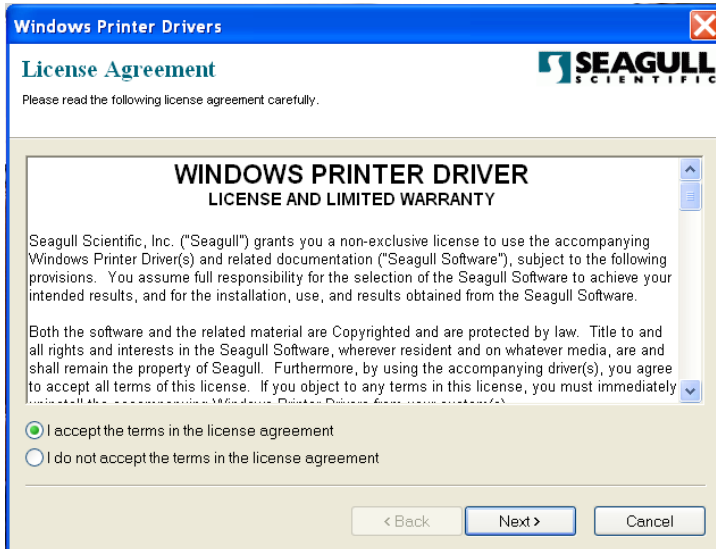 Windows Printer Drivers
License Agreement
SEAGULL
SCIENTIFIC
Please read the following license agreement carefully.
WINDOWS PRINTER DRIVER
LICENSE AND LIMITED WARRANTY
Seagull Scientific, Inc. ("Seagull") grants you a non-exclusive license to use the accompanying
Windows Printer Driver(s) and related documentation ("Seagull Software"), subject to the following
provisions. You assume full responsibility for the selection of the Seagull Software to achieve your
intended results, and for the installation, use, and results obtained from the Seagull Software.
Both the software and the related material are Copyrighted and are protected by law. Title to and
all rights and interests in the Seagull Software, wherever resident and on whatever media, are and
shall remain the property of Seagull. Furthermore, by using the accompanying driver(s), you agree
to accept all terms of this license. If you object to any terms in this license, you must immediately
I accept the terms in the license agreement
I do not accept the terms in the license agreement
< Back
Next >
Cancel